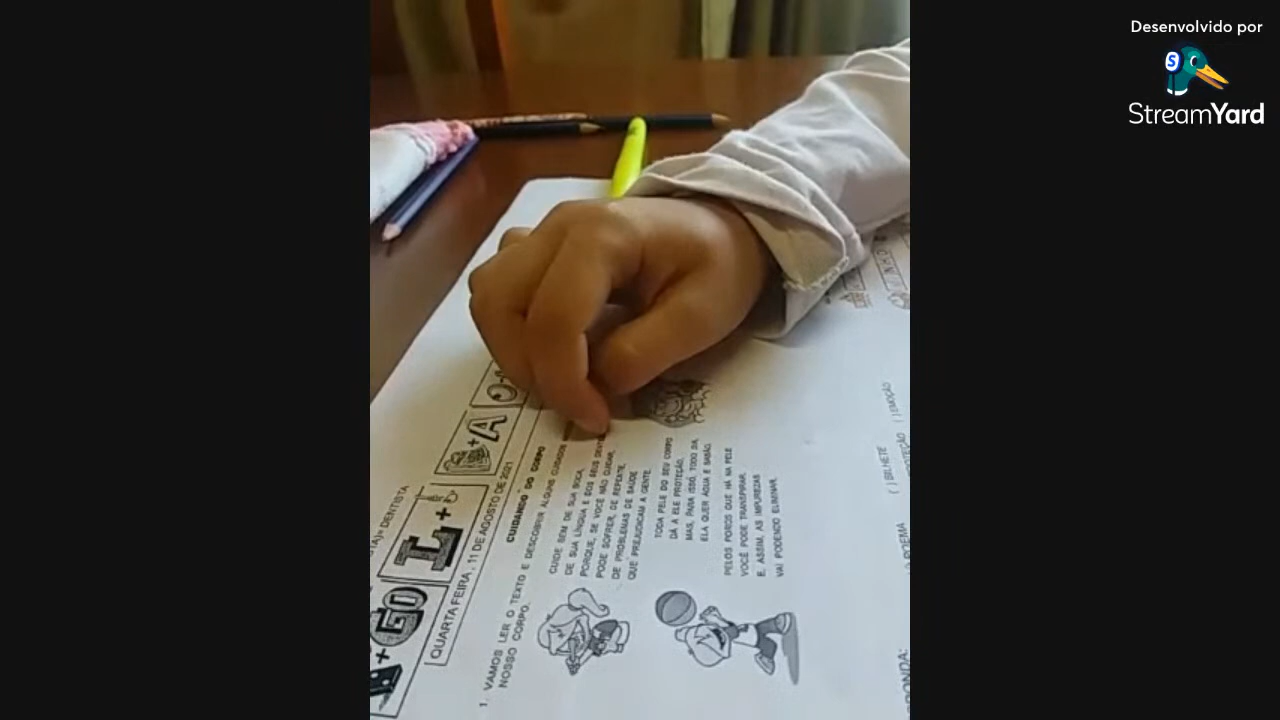 Desenvolvido por
StreamYard
DENTISTA
GO
L +
+ A
QUARTA FEIRA, 11 DE AGOSTO DE 2021
CUIDANDO DO CORPO
1. VAMOS LER O TEXTO E DESCOBRIR ALGUNS CUIDADOS
NOSSO CORPO.
CUIDE BEM DE SUA BOCA,
DE SUA LÍNGUA E DOS SEUS DENTES
PORQUE, SE VOCÊ NÃO CUIDAR,
PODE SOFRER, DE REPENTE,
DE PROBLEMAS DE SAÚDE
QUE PREJUDICAM A GENTE.
TODA PELE DO SEU CORPO
DÁ A ELE PROTEÇÃO,
MAS, PARA ISSO, TODO DIA,
ELA QUER ÁGUA E SABÃO.
PELOS POROS QUE HÁ NA PELE
VOCÊ PODE TRANSPIRAR,
E, ASSIM, AS IMPUREZAS
VAI PODENDO ELIMINAR.
( ) BILHETE
POEMA
( ) EMOÇÃO